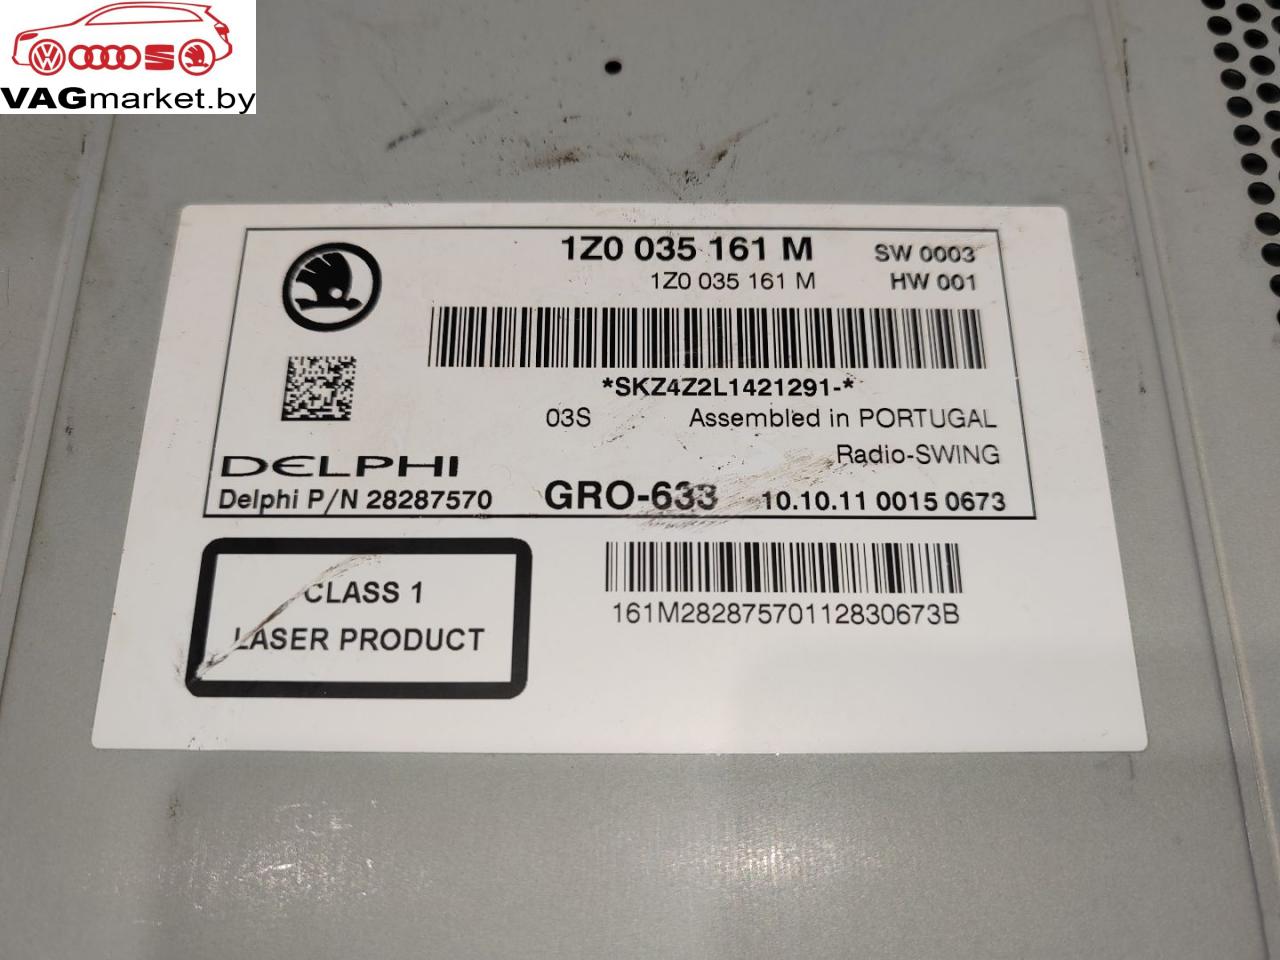 VAGmarket.by
1Z0 035 161 M SW 0003
1Z0 035 161 M HW 001
*SKZ4Z2L1421291-*
03S Assembled in PORTUGAL
Radio-SWING
DELPHI
Delphi P/N 28287570 GRO-633 10.10.11 0015 0673
CLASS 1
LASER PRODUCT
161M28287570112830673B